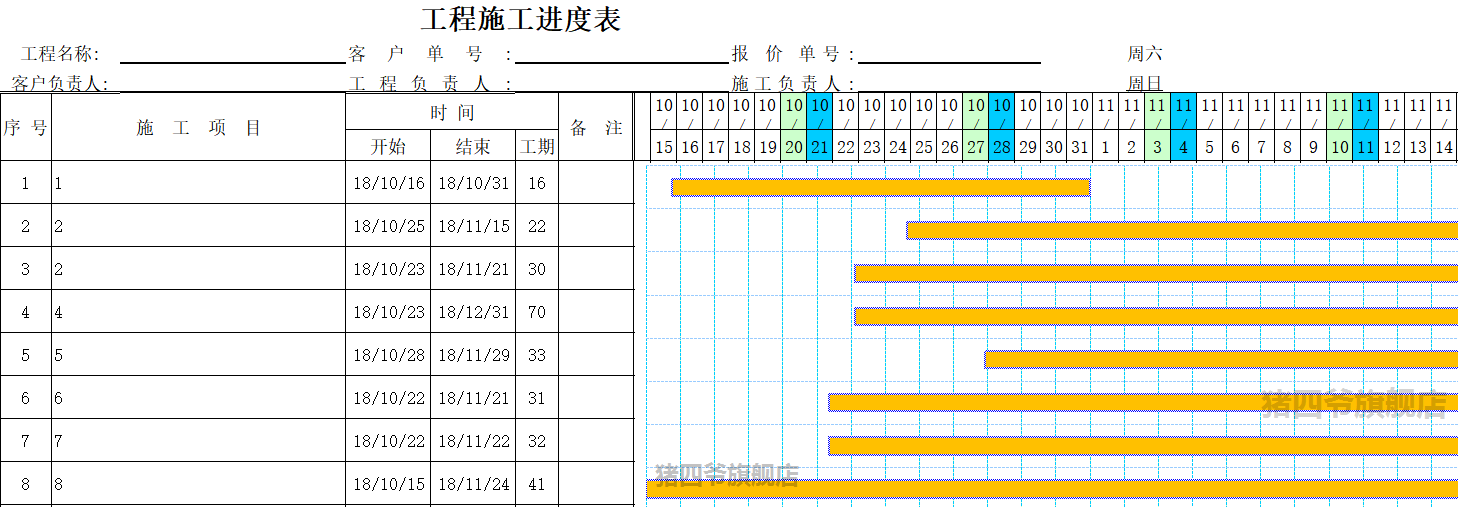 工程施工进度表
工程名称: 客 户 单 号 : 报 价 单 号 : 周六
客户负责人: 工 程 负 责 人 : 施 工 负 责 人 : 周日
序 号 施 工 项 目 时 间 备 注 10 10 10 10 10 10 10 10 10 10 10 10 10 10 10 10 10 11 11 11 11 11 11 11 11 11 11 11 11 11 11
/ / / / / / / / / / / / / / / / / / / / / / / / / / / / / / /
开始 结束 工期 15 16 17 18 19 20 21 22 23 24 25 26 27 28 29 30 31 1 2 3 4 5 6 7 8 9 10 11 12 13 14
1 1 18/10/16 18/10/31 16
2 2 18/10/25 18/11/15 22
3 2 18/10/23 18/11/21 30
4 4 18/10/23 18/12/31 70
5 5 18/10/28 18/11/29 33
6 6 18/10/22 18/11/21 31 猪四爷旗舰店
7 7 18/10/22 18/11/22 32
猪四爷旗舰店
8 8 18/10/15 18/11/24 41